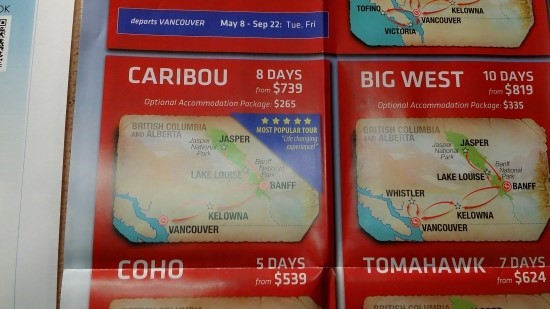 OK
TOFINO
KELOWNA
VANCOUVER
VICTORIA
departs VANCOUVER May 8 - Sep 22: Tue, Fri
CARIBOU 8 DAYS
from $739
Optional Accommodation Package: $265
BRITISH COLUMBIA
AND ALBERTA
MOST POPULAR TOUR
"Life changing
experience!"
JASPER
Jasper
National
Park
Banff
National
Park
LAKE LOUISE
BANFF
KELOWNA
VANCOUVER
BIG WEST 10 DAYS
from $819
Optional Accommodation Package: $335
BRITISH COLUMBIA
AND ALBERTA
JASPER
Jasper
National
Park
Banff
National
Park
LAKE LOUISE
BANFF
WHISTLER
KELOWNA
VANCOUVER
COHO 5 DAYS
from $539
TOMAHAWK 7 DAYS
from $624